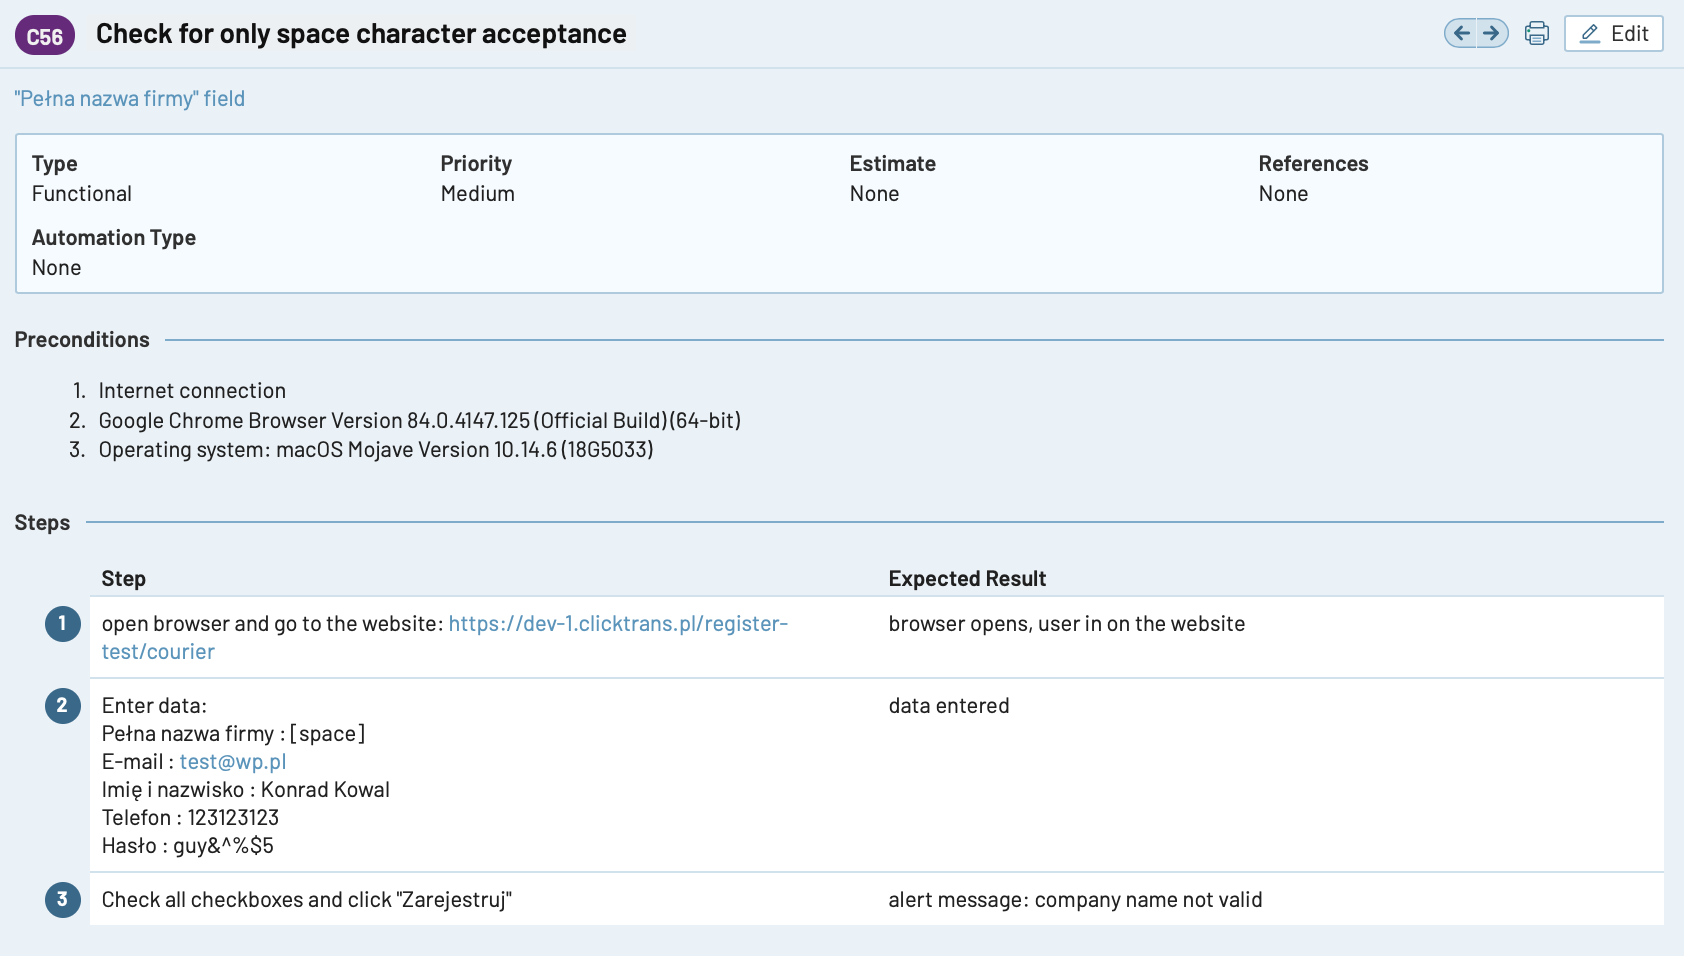 C56 Check for only space character acceptance
Edit
"Pełna nazwa firmy" field
Type
Functional
Priority
Medium
Estimate
None
References
None
Automation Type
None
Preconditions
1. Internet connection
2. Google Chrome Browser Version 84.0.4147.125 (Official Build) (64-bit)
3. Operating system: macOS Mojave Version 10.14.6 (18G5033)
Steps
Step Expected Result
1 open browser and go to the website: https://dev-1.clicktrans.pl/register-
test/courier
browser opens, user in on the website
2 Enter data:
Pełna nazwa firmy : [space]
E-mail : test@wp.pl
Imię i nazwisko : Konrad Kowal
Telefon : 123123123
Hasło : guy&^%$5
data entered
3 Check all checkboxes and click "Zarejestruj"
alert message: company name not valid